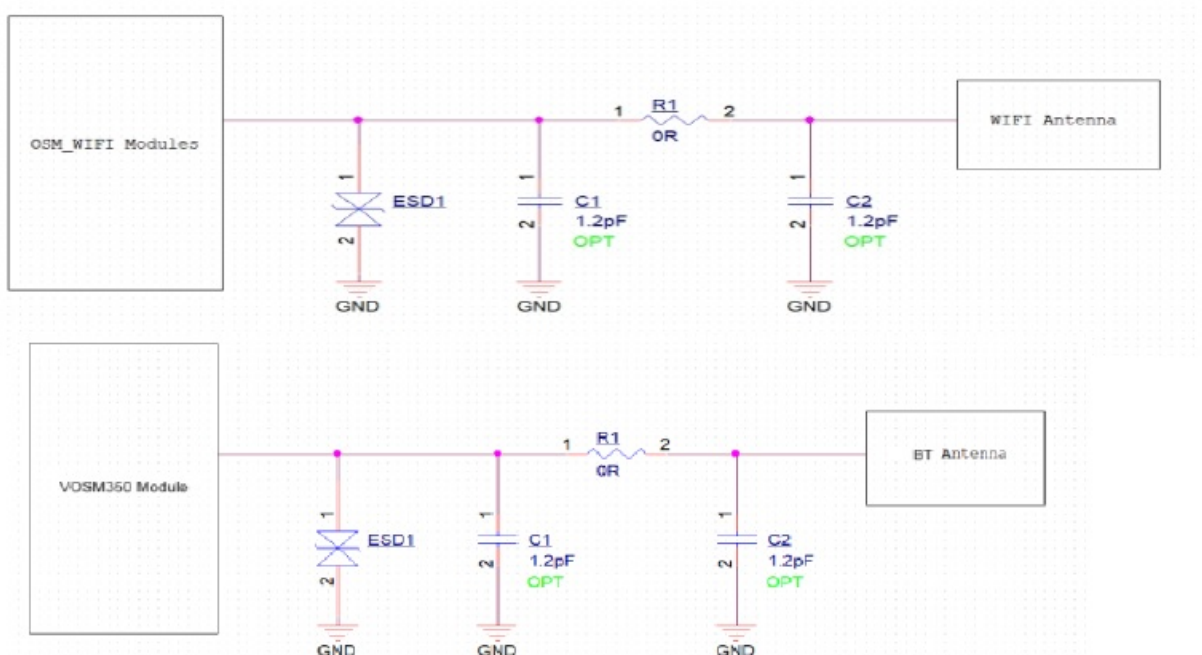 OSM_WIFI Modules
1 R1 2
0R
WIFI Antenna
1
2
ESD1
1
2
C1
1.2pF
OPT
1
2
C2
1.2pF
OPT
GND
GND
GND
VOSM350 Module
1 R1 2
0R
BT Antenna
1
2
ESD1
1
2
C1
1.2pF
OPT
1
2
C2
1.2pF
OPT
GND
GND
GND